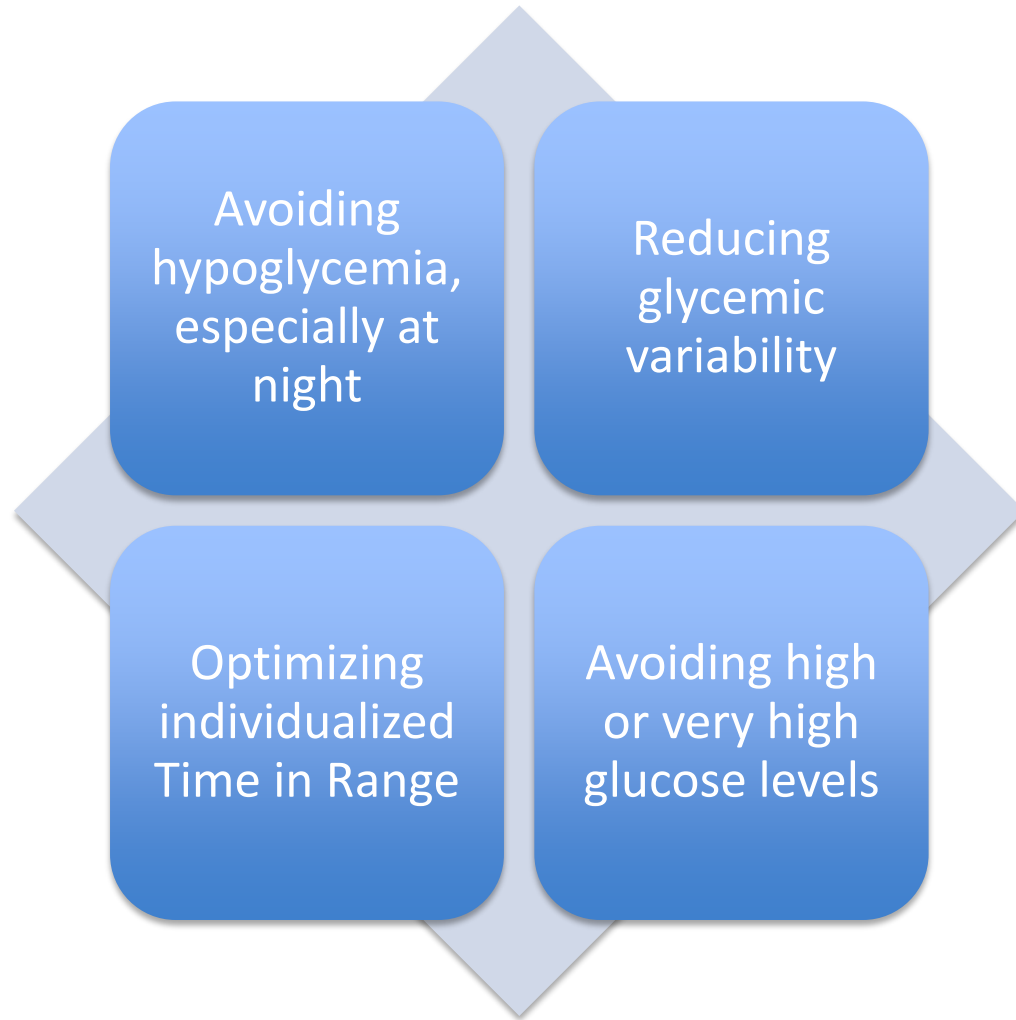 Avoiding
hypoglycemia,
especially at
night
Reducing
glycemic
variability
Optimizing
individualized
Time in Range
Avoiding high
or very high
glucose levels